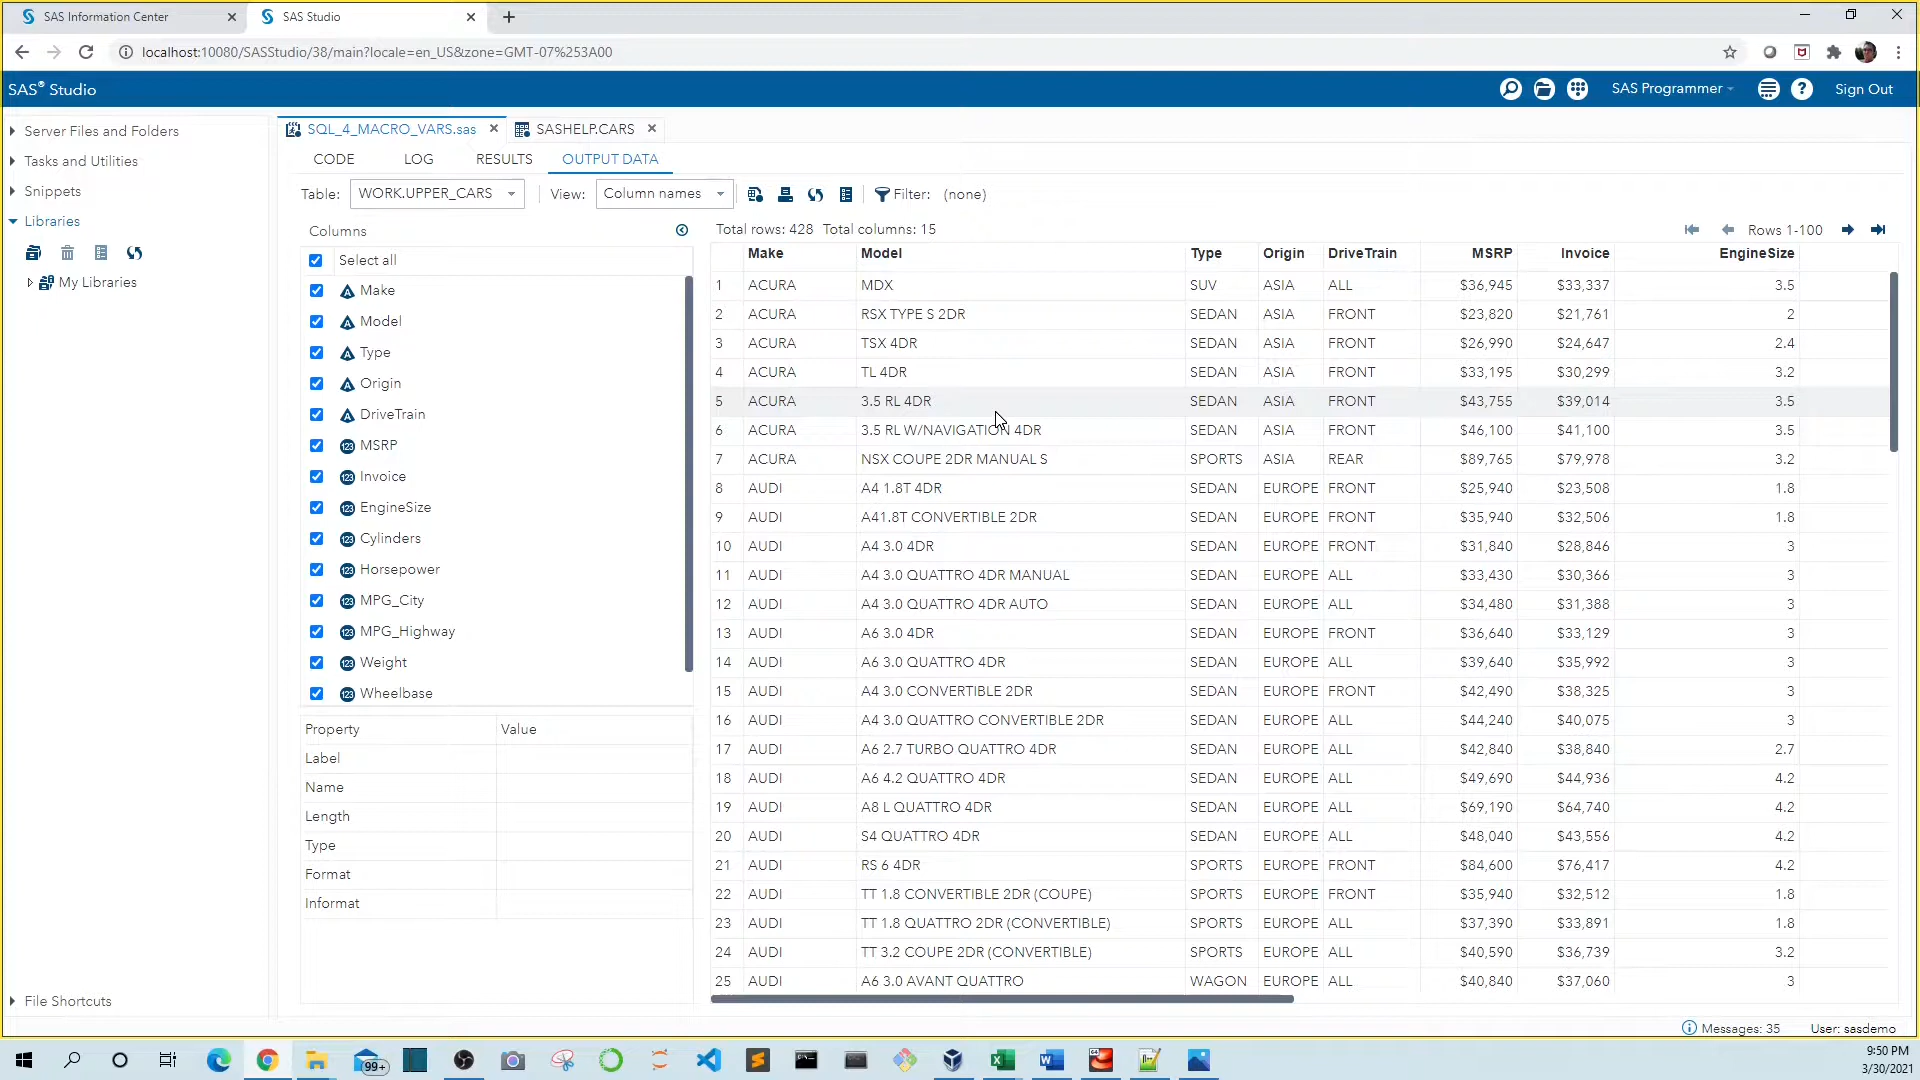 SAS Information Center
SAS Studio
localhost:10080/SASStudio/38/main?locale=en_US&zone=GMT-07%253A00
SAS® Studio
SAS Programmer
Sign Out
Server Files and Folders
Tasks and Utilities
Snippets
Libraries
My Libraries
File Shortcuts
SQL_4_MACRO_VARS.sas
SASHELP.CARS
CODE LOG RESULTS OUTPUT DATA
Table: WORK.UPPER_CARS View: Column names Filter: (none)
Columns
Select all
Make
Model
Type
Origin
DriveTrain
MSRP
Invoice
EngineSize
Cylinders
Horsepower
MPG_City
MPG_Highway
Weight
Wheelbase
Property Value
Label
Name
Length
Type
Format
Informat
Total rows: 428 Total columns: 15
Rows 1-100
Make Model Type Origin DriveTrain MSRP Invoice EngineSize
1 ACURA MDX SUV ASIA ALL $36,945 $33,337 3.5
2 ACURA RSX TYPE S 2DR SEDAN ASIA FRONT $23,820 $21,761 2
3 ACURA TSX 4DR SEDAN ASIA FRONT $26,990 $24,647 2.4
4 ACURA TL 4DR SEDAN ASIA FRONT $33,195 $30,299 3.2
5 ACURA 3.5 RL 4DR SEDAN ASIA FRONT $43,755 $39,014 3.5
6 ACURA 3.5 RL W/NAVIGATION 4DR SEDAN ASIA FRONT $46,100 $41,100 3.5
7 ACURA NSX COUPE 2DR MANUAL S SPORTS ASIA REAR $89,765 $79,978 3.2
8 AUDI A4 1.8T 4DR SEDAN EUROPE FRONT $25,940 $23,508 1.8
9 AUDI A41.8T CONVERTIBLE 2DR SEDAN EUROPE FRONT $35,940 $32,506 1.8
10 AUDI A4 3.0 4DR SEDAN EUROPE FRONT $31,840 $28,846 3
11 AUDI A4 3.0 QUATTRO 4DR MANUAL SEDAN EUROPE ALL $33,430 $30,366 3
12 AUDI A4 3.0 QUATTRO 4DR AUTO SEDAN EUROPE ALL $34,480 $31,388 3
13 AUDI A6 3.0 4DR SEDAN EUROPE FRONT $36,640 $33,129 3
14 AUDI A6 3.0 QUATTRO 4DR SEDAN EUROPE ALL $39,640 $35,992 3
15 AUDI A4 3.0 CONVERTIBLE 2DR SEDAN EUROPE FRONT $42,490 $38,325 3
16 AUDI A4 3.0 QUATTRO CONVERTIBLE 2DR SEDAN EUROPE ALL $44,240 $40,075 3
17 AUDI A6 2.7 TURBO QUATTRO 4DR SEDAN EUROPE ALL $42,840 $38,840 2.7
18 AUDI A6 4.2 QUATTRO 4DR SEDAN EUROPE ALL $49,690 $44,936 4.2
19 AUDI A8 L QUATTRO 4DR SEDAN EUROPE ALL $69,190 $64,740 4.2
20 AUDI S4 QUATTRO 4DR SEDAN EUROPE ALL $48,040 $43,556 4.2
21 AUDI RS 6 4DR SPORTS EUROPE FRONT $84,600 $76,417 4.2
22 AUDI TT 1.8 CONVERTIBLE 2DR (COUPE) SPORTS EUROPE FRONT $35,940 $32,512 1.8
23 AUDI TT 1.8 QUATTRO 2DR (CONVERTIBLE) SPORTS EUROPE ALL $37,390 $33,891 1.8
24 AUDI TT 3.2 COUPE 2DR (CONVERTIBLE) SPORTS EUROPE ALL $40,590 $36,739 3.2
25 AUDI A6 3.0 AVANT QUATTRO WAGON EUROPE ALL $40,840 $37,060 3
Messages: 35 User: sasdemo
99+
9:50 PM
3/30/2021